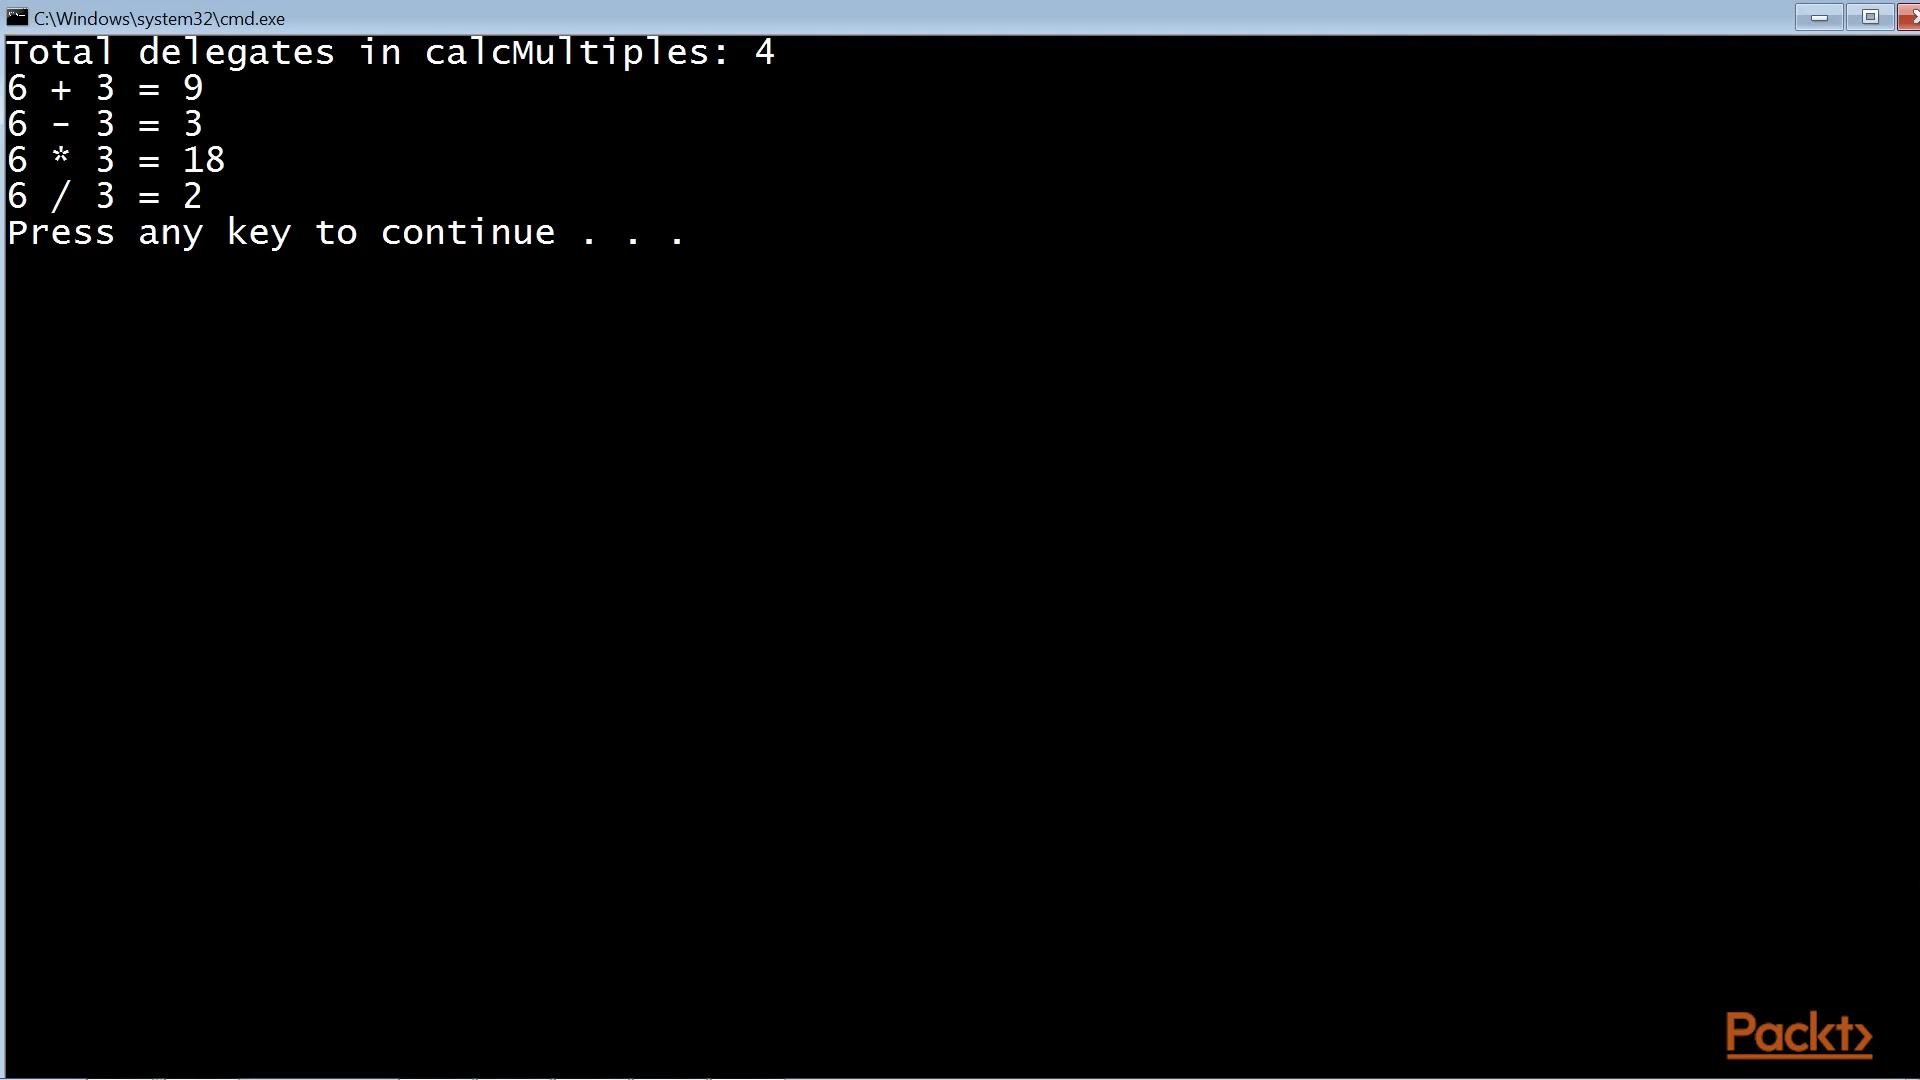 C:\Windows\system32\cmd.exe
Total delegates in calcMultiples: 4
6 + 3 = 9
6 - 3 = 3
6 * 3 = 18
6 / 3 = 2
Press any key to continue . . .
Packt>